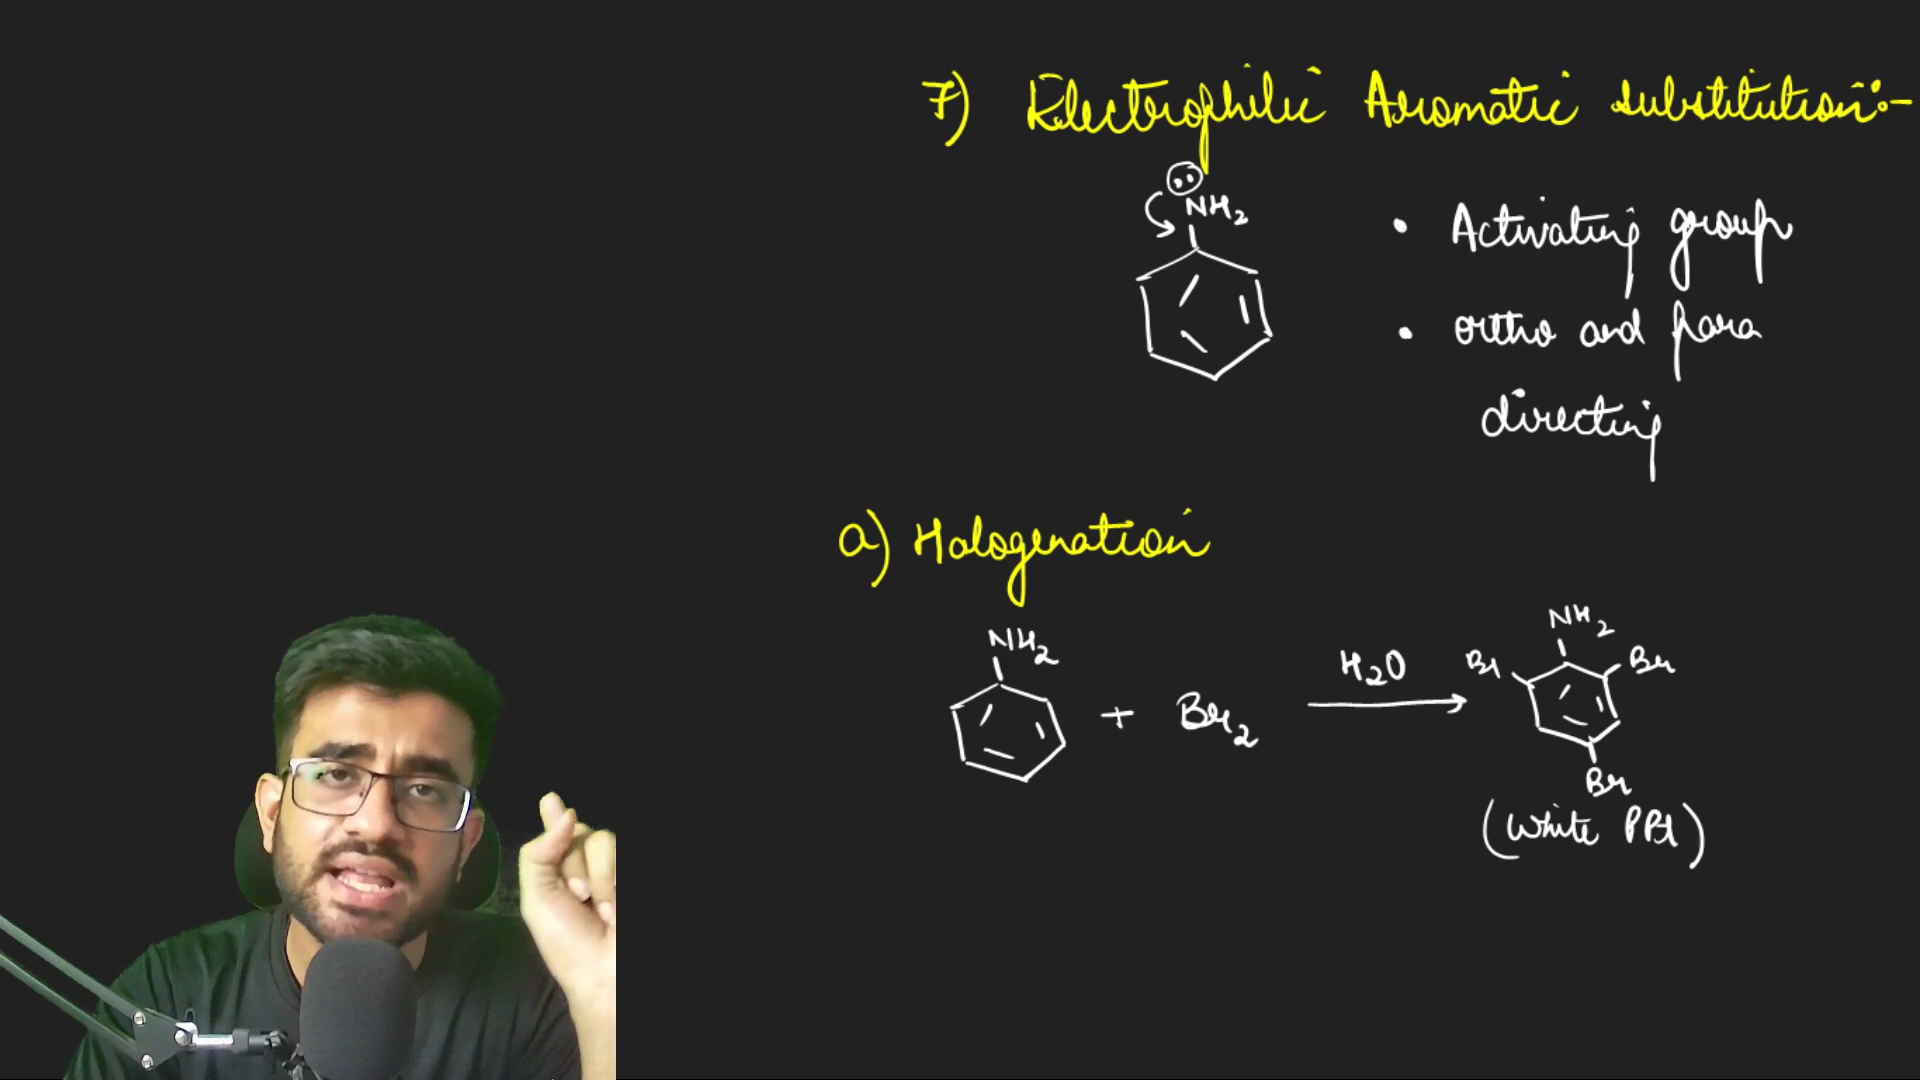 7) Electrophilic Aromatic substitution:-
NH2
• Activating group
• ortho and para
directing
a) Halogenation
NH2 + Br2 H2O NH2
Br Br
Br
(White PPt)